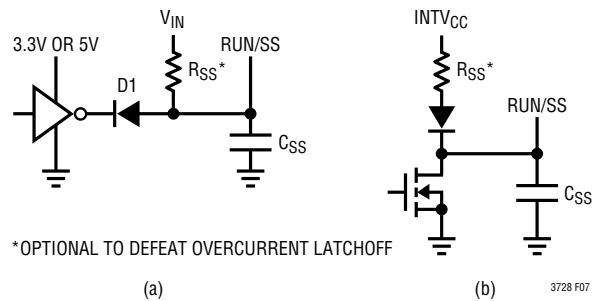 V_IN
INTV_CC
3.3V OR 5V
R_SS*
RUN/SS
R_SS*
D1
RUN/SS
C_SS
C_SS
*OPTIONAL TO DEFEAT OVERCURRENT LATCHOFF
(a)
(b)
3728 F07